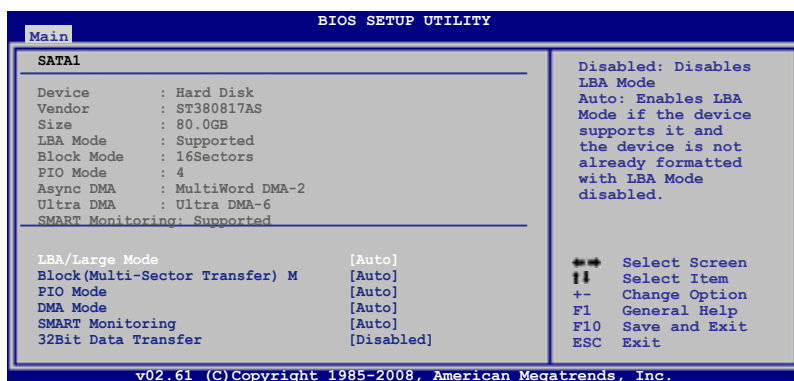 BIOS SETUP UTILITY
Main
SATA1
Device : Hard Disk
Vendor : ST380817AS
Size : 80.0GB
LBA Mode : Supported
Block Mode : 16Sectors
PIO Mode : 4
Async DMA : MultiWord DMA-2
Ultra DMA : Ultra DMA-6
SMART Monitoring: Supported
LBA/Large Mode [Auto]
Block(Multi-Sector Transfer) M [Auto]
PIO Mode [Auto]
DMA Mode [Auto]
SMART Monitoring [Auto]
32Bit Data Transfer [Disabled]
Disabled: Disables
LBA Mode
Auto: Enables LBA
Mode if the device
supports it and
the device is not
already formatted
with LBA Mode
disabled.
←→ Select Screen
↑↓ Select Item
+- Change Option
F1 General Help
F10 Save and Exit
ESC Exit
v02.61 (C)Copyright 1985-2008, American Megatrends, Inc.